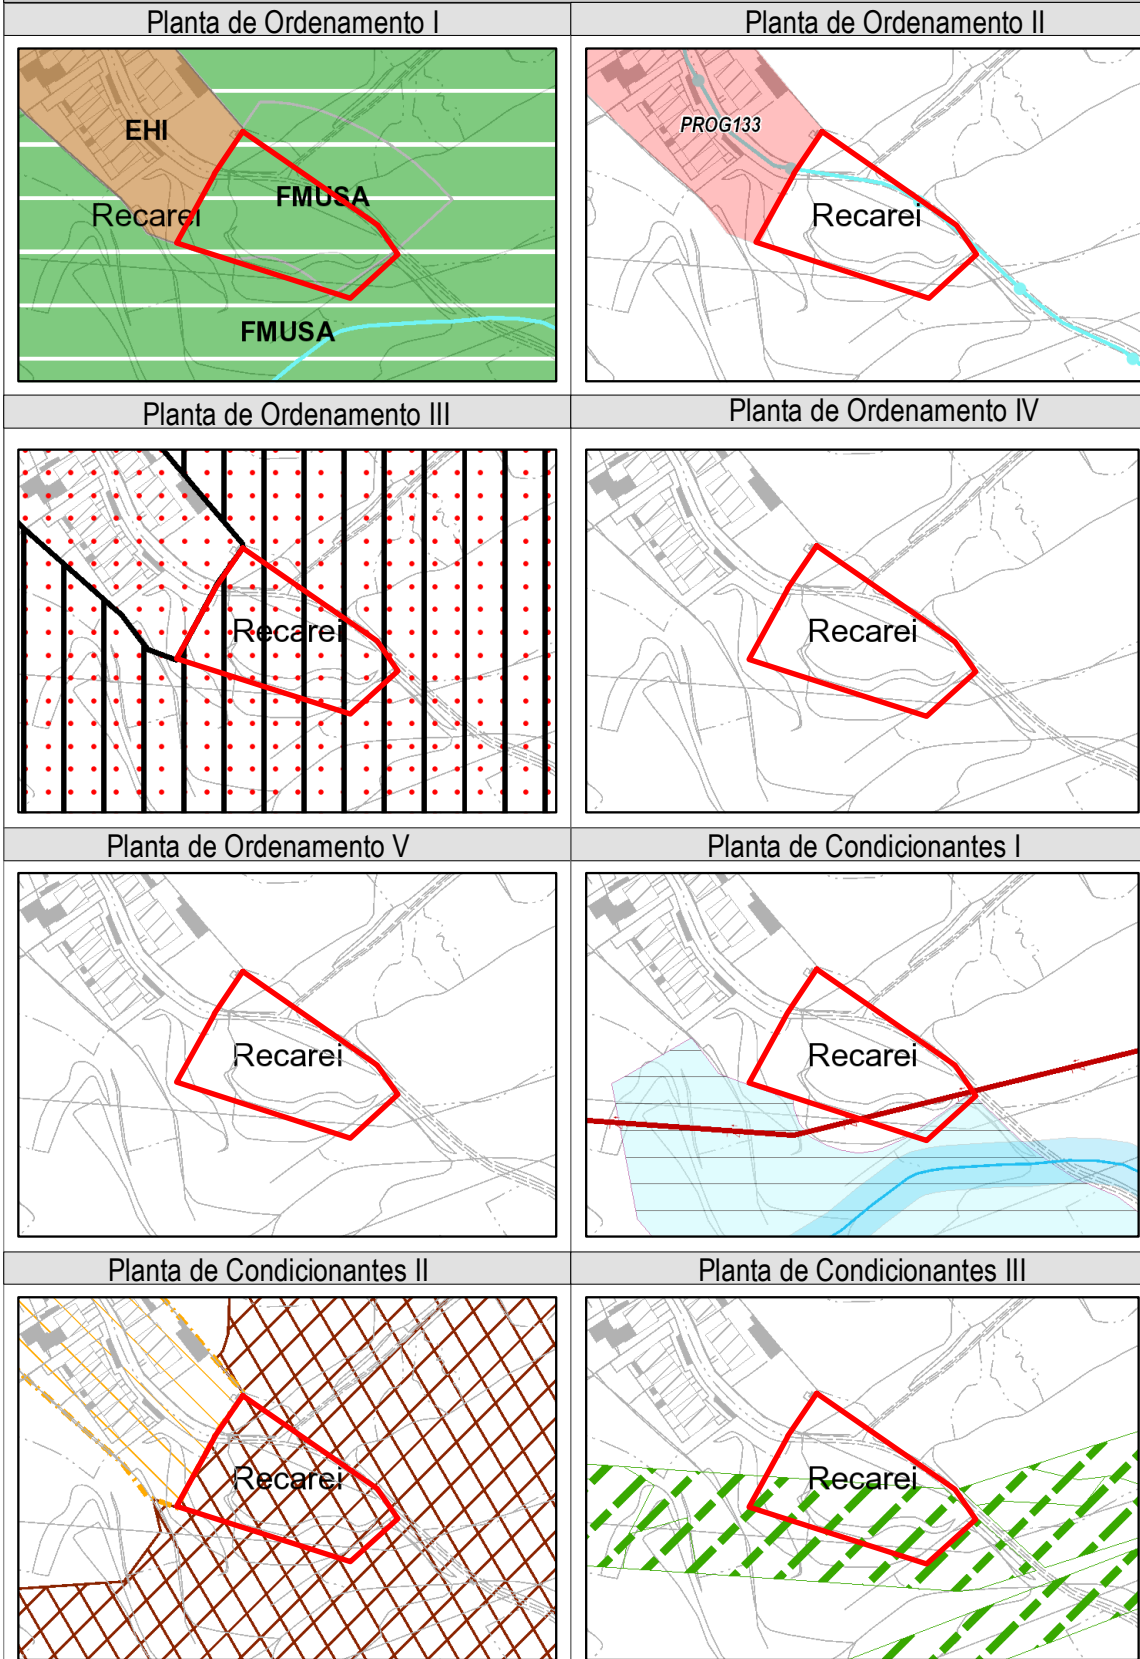 Planta de Ordenamento I
Planta de Ordenamento II
EHI
FMUSA
Recarei
FMUSA
PROG133
Recarei
Planta de Ordenamento III
Planta de Ordenamento IV
Recarei
Recarei
Planta de Ordenamento V
Planta de Condicionantes I
Recarei
Recarei
Planta de Condicionantes II
Planta de Condicionantes III
Recarei
Recarei